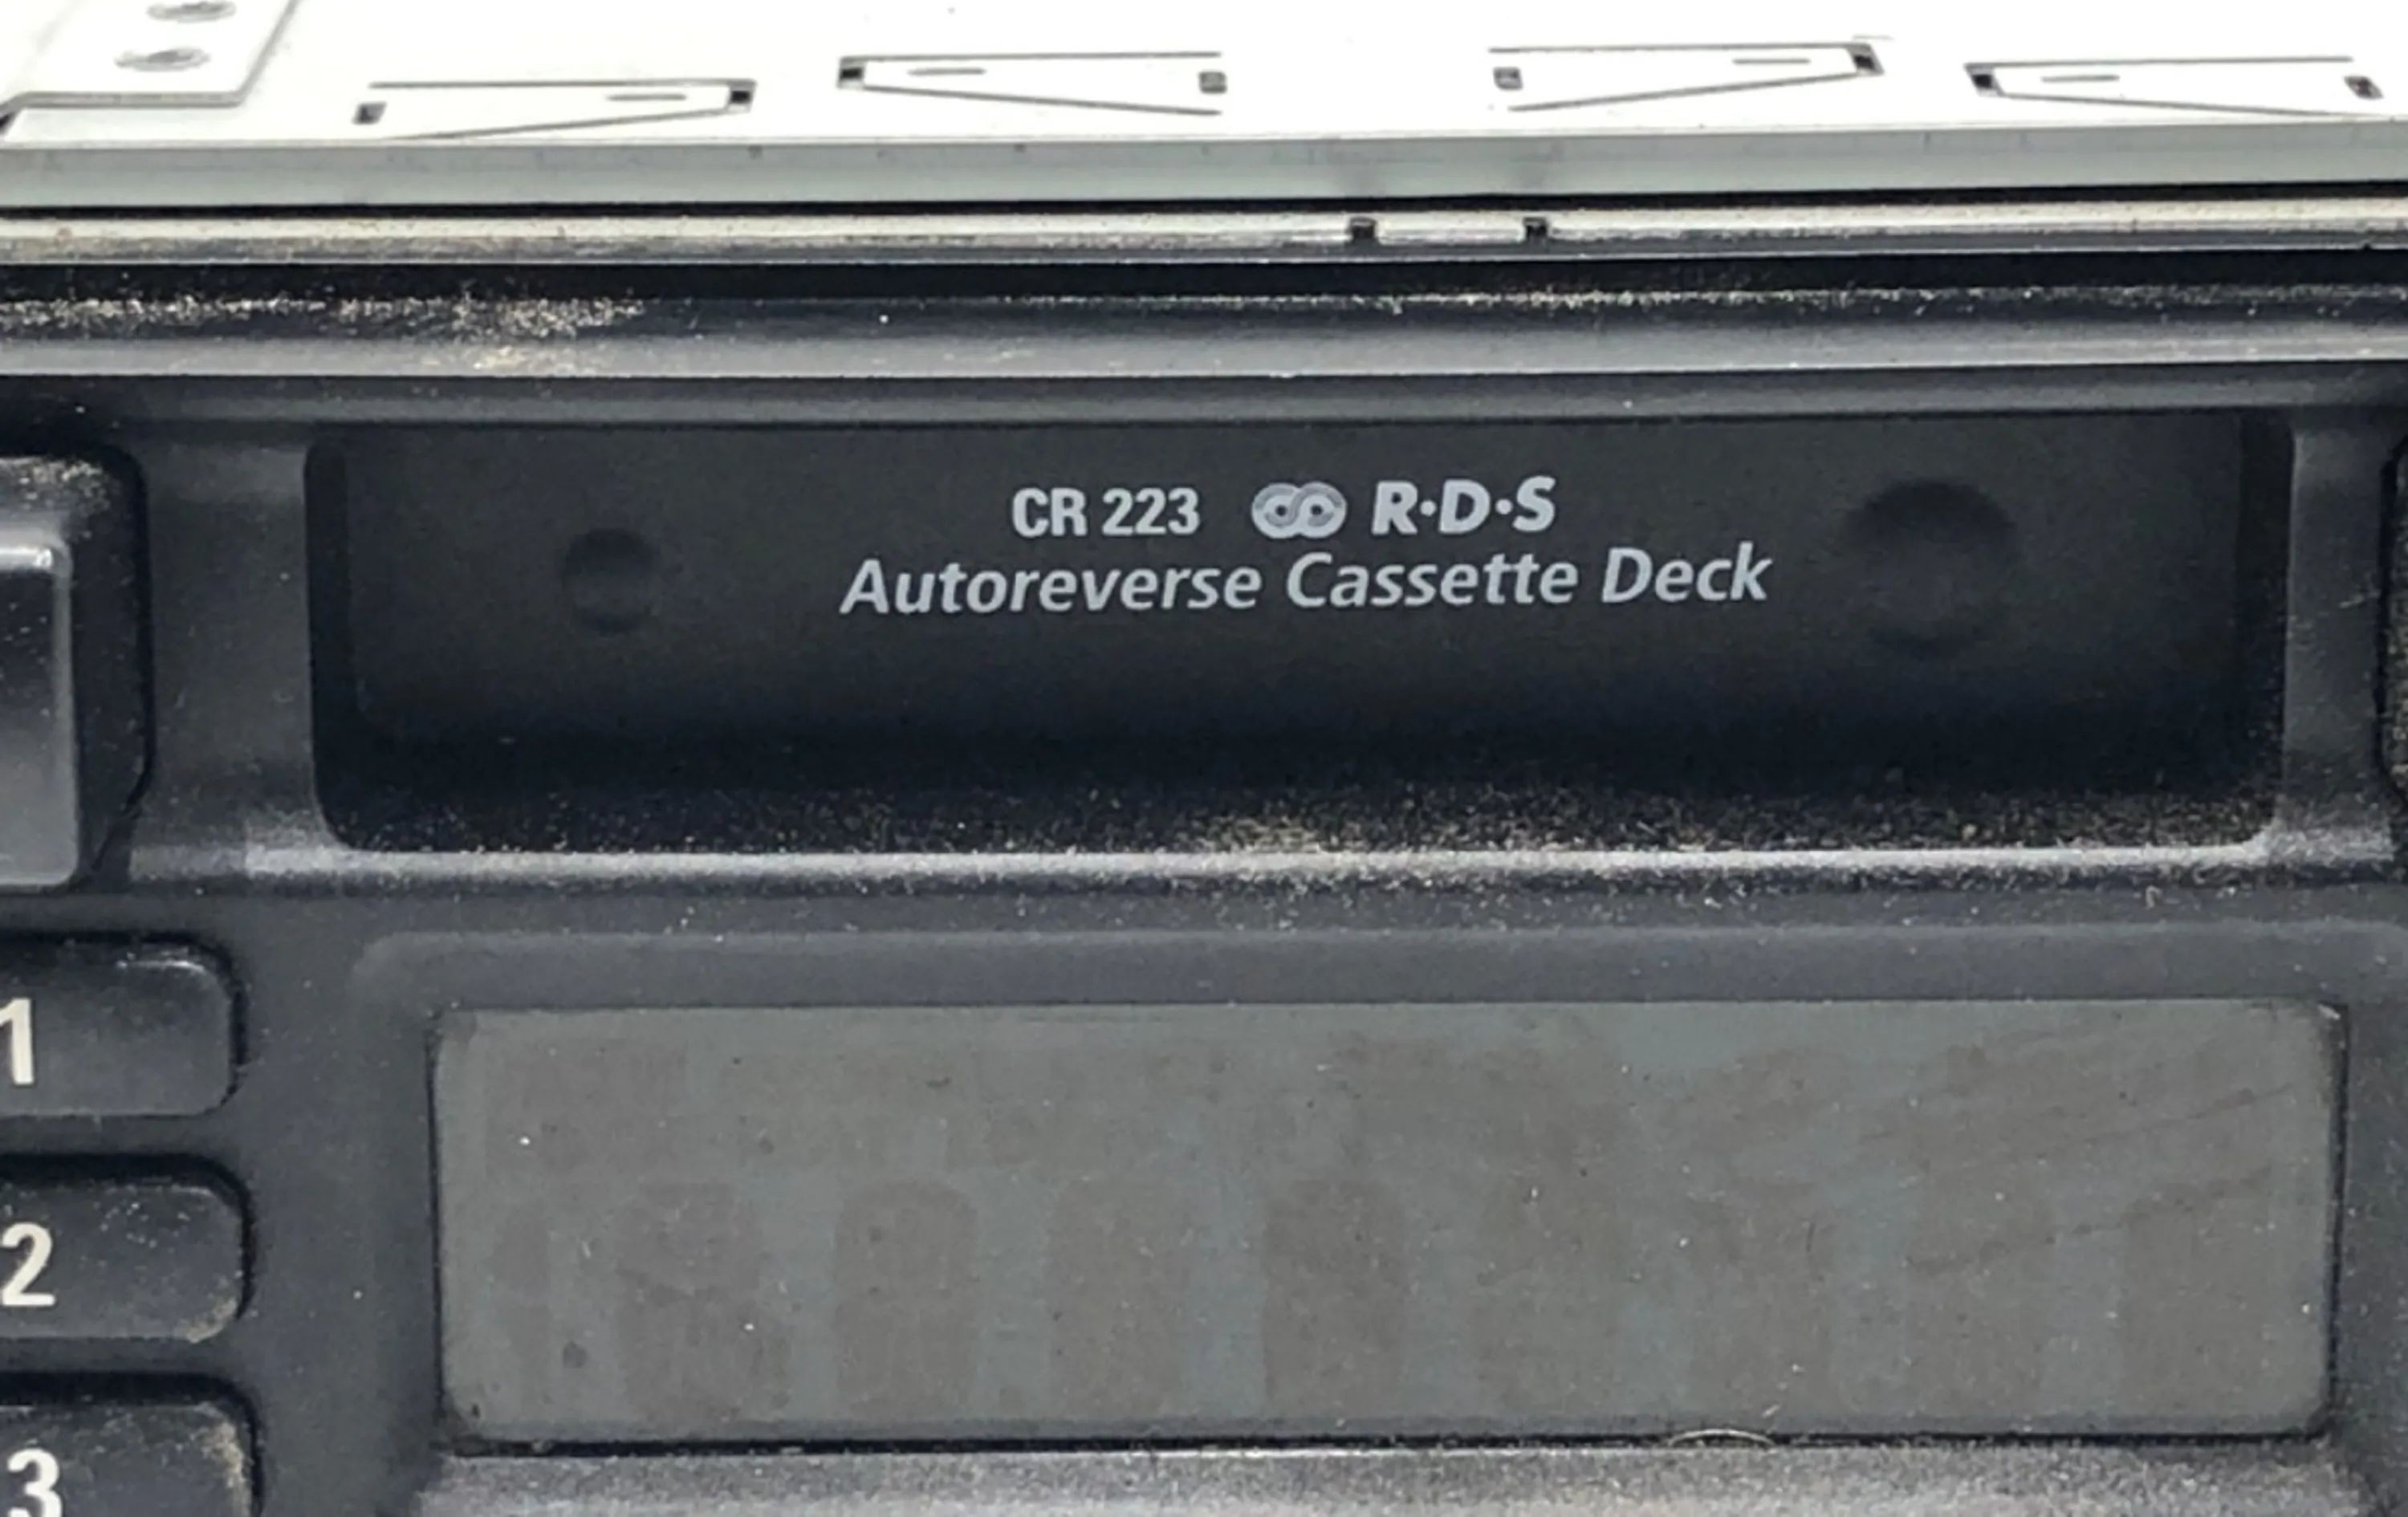 CR 223 R·D·S
Autoreverse Cassette Deck
1
2
3